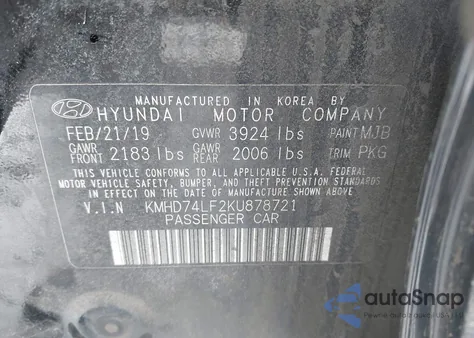 MANUFACTURED IN KOREA BY
HYUNDAI MOTOR COMPANY
FEB/21/19 GVWR 3924 lbs PAINT MJB
GAWR FRONT 2183 lbs GAWR REAR 2006 lbs TRIM PKG
THIS VEHICLE CONFORMS TO ALL APPLICABLE U.S.A. FEDERAL
MOTOR VEHICLE SAFETY, BUMPER, AND THEFT PREVENTION STANDARDS
IN EFFECT ON THE DATE OF MANUFACTURE SHOWN ABOVE
V.I.N KMHD74LF2KU878721
PASSENGER CAR
autoSnap